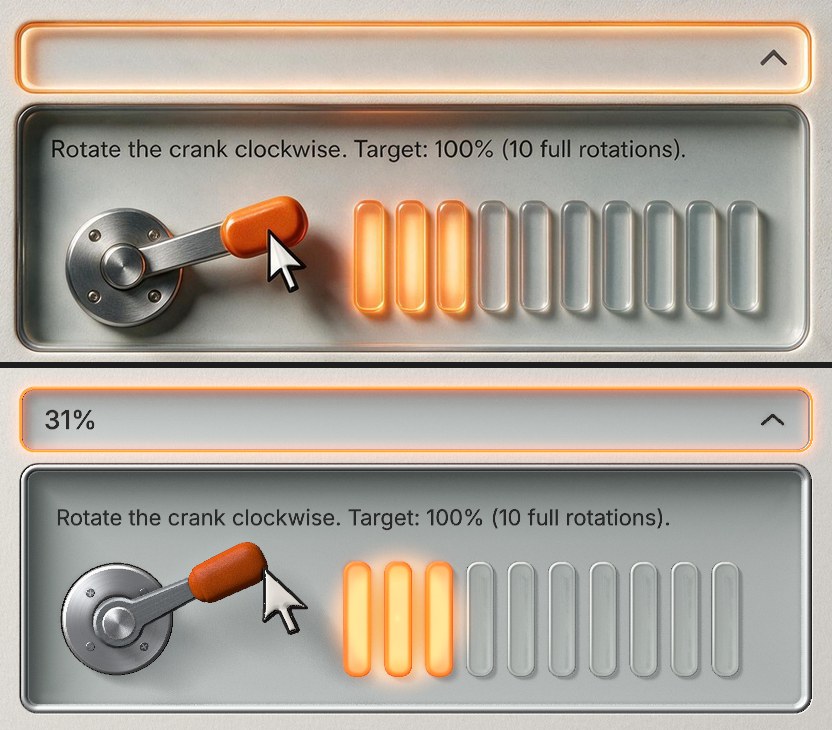 Rotate the crank clockwise. Target: 100% (10 full rotations).
31%
Rotate the crank clockwise. Target: 100% (10 full rotations).